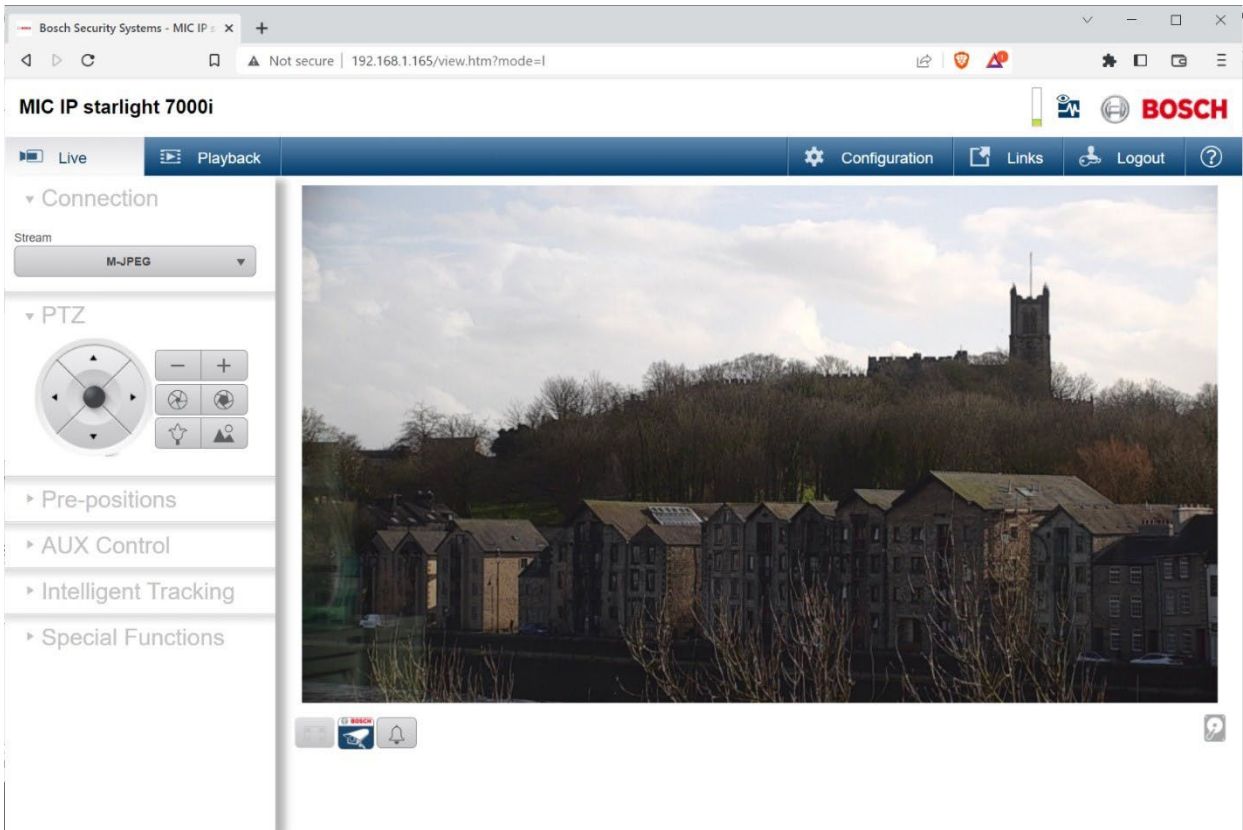 Bosch Security Systems - MIC IP s
Not secure | 192.168.1.165/view.htm?mode=l
MIC IP starlight 7000i
BOSCH
Live
Playback
Configuration
Links
Logout
Connection
Stream
M-JPEG
PTZ
Pre-positions
AUX Control
Intelligent Tracking
Special Functions
BOSCH